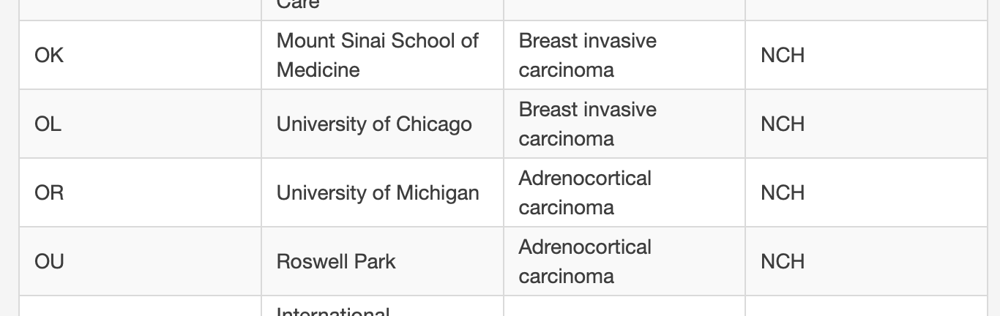 Care
OK
Mount Sinai School of
Medicine
Breast invasive
carcinoma
NCH
OL
University of Chicago
Breast invasive
carcinoma
NCH
OR
University of Michigan
Adrenocortical
carcinoma
NCH
OU
Roswell Park
Adrenocortical
carcinoma
NCH
International